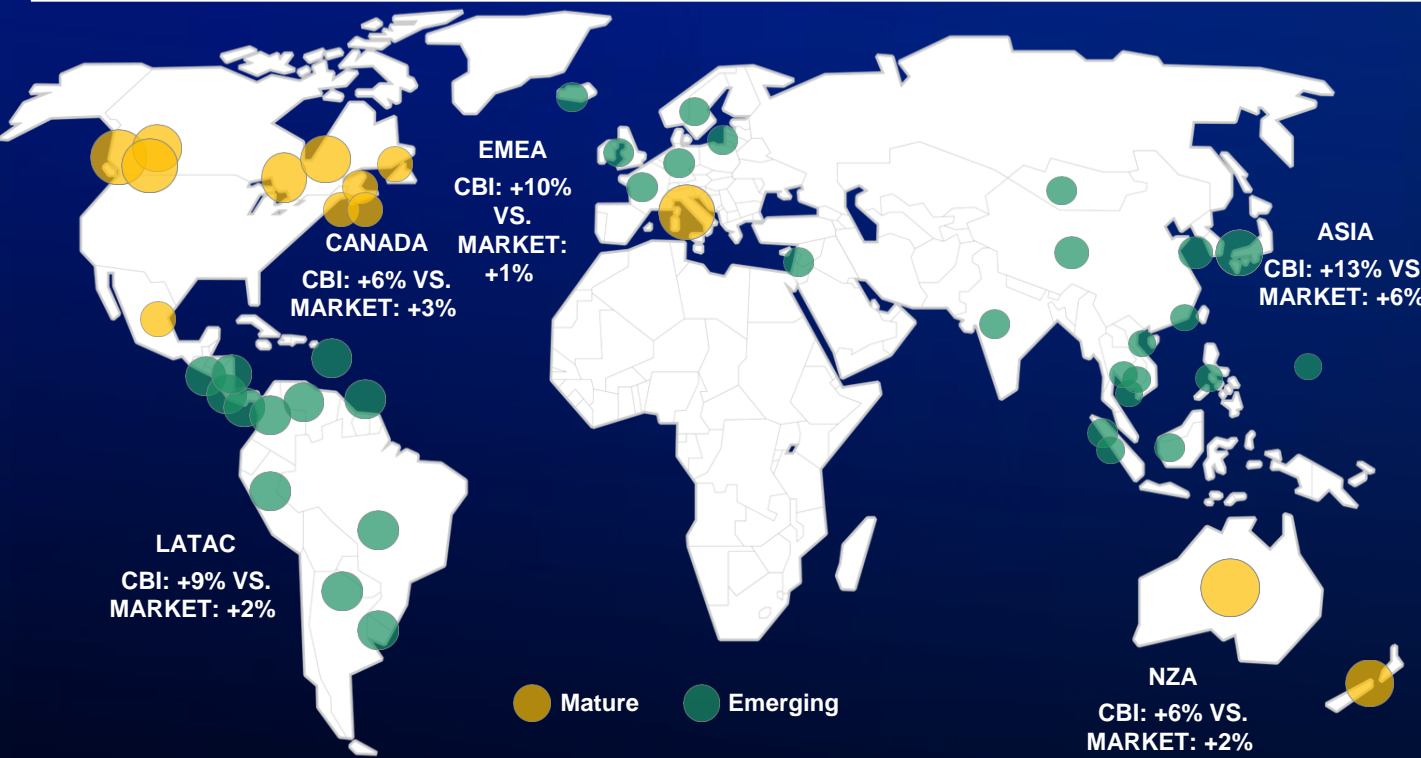 EMEA
CBI: +10%
VS.
MARKET:
+1%
CANADA
CBI: +6% VS.
MARKET: +3%
ASIA
CBI: +13% VS
MARKET: +6%
LATAC
CBI: +9% VS.
MARKET: +2%
NZA
CBI: +6% VS.
MARKET: +2%
Mature
Emerging